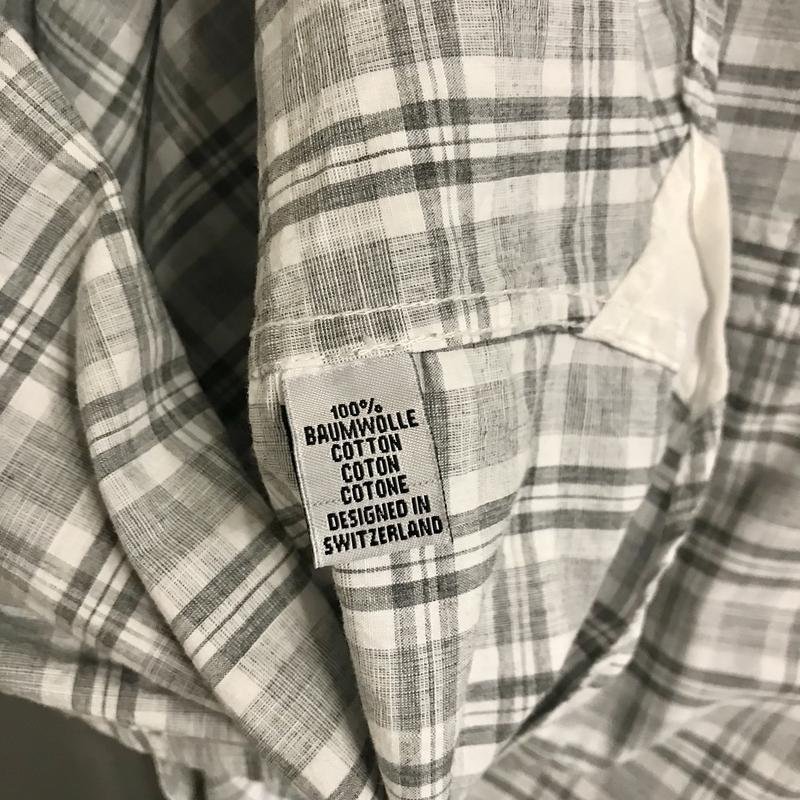 100%
BAUMWOLLE
COTTON
COTON
COTONE
DESIGNED IN
SWITZERLAND